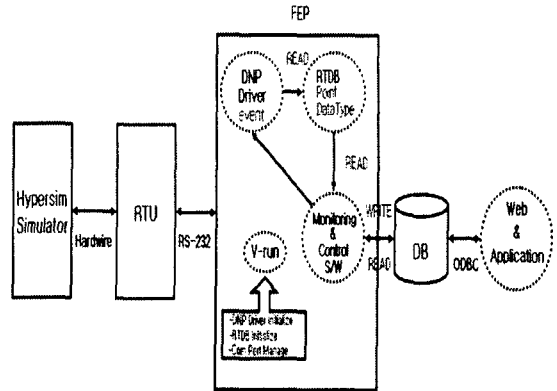 FEP
READ
DNP
Driver
event
RTDB
Point
DataType
READ
Hypersim
Simulator
Hardwire
RTU
RS-232
V-run
Monitoring
&
Control
S/W
WRITE
READ
DB
ODBC
Web
&
Application
-DNP Driver Initialize
-RTDB Initialize
-Com Port Manage